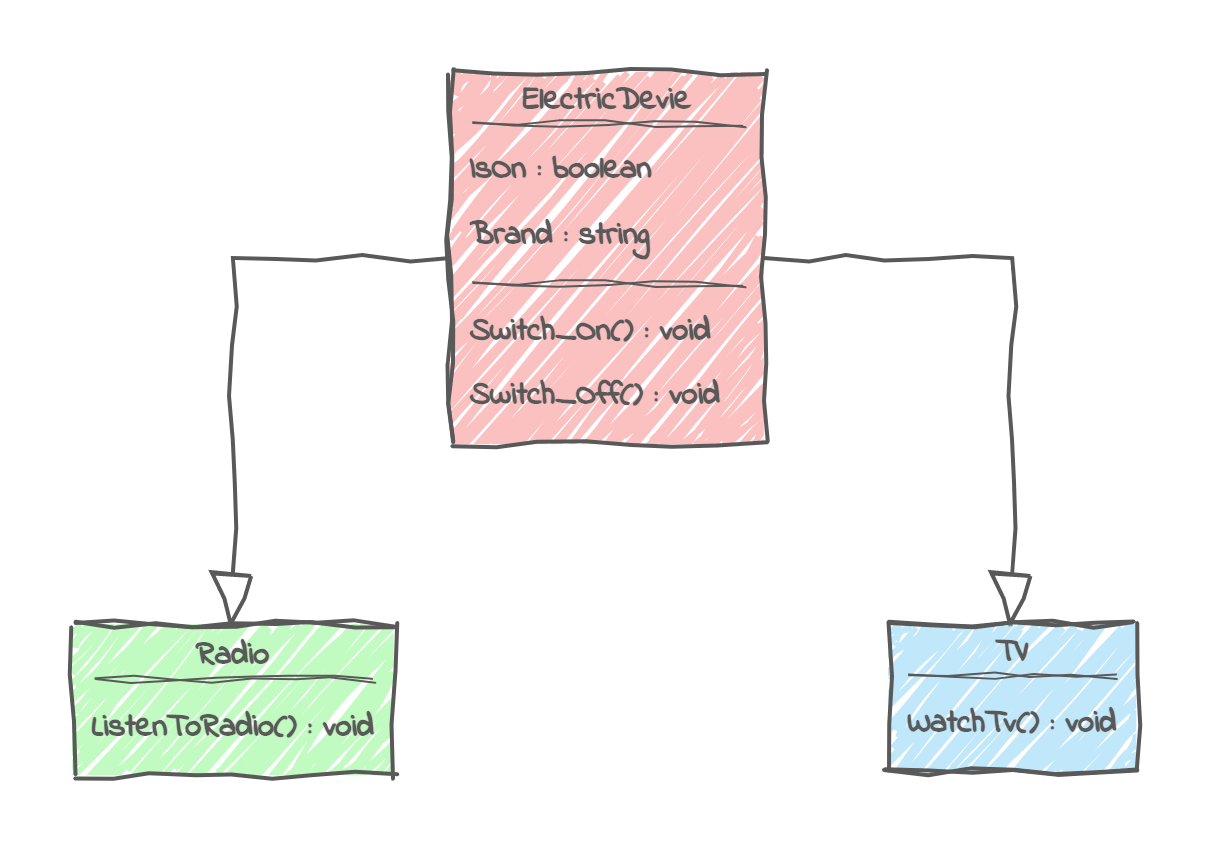 ElectricDevie
IsOn : boolean
Brand : string
Switch_On() : void
Switch_Off() : void
Radio
ListenToRadio() : void
TV
WatchTv() : void